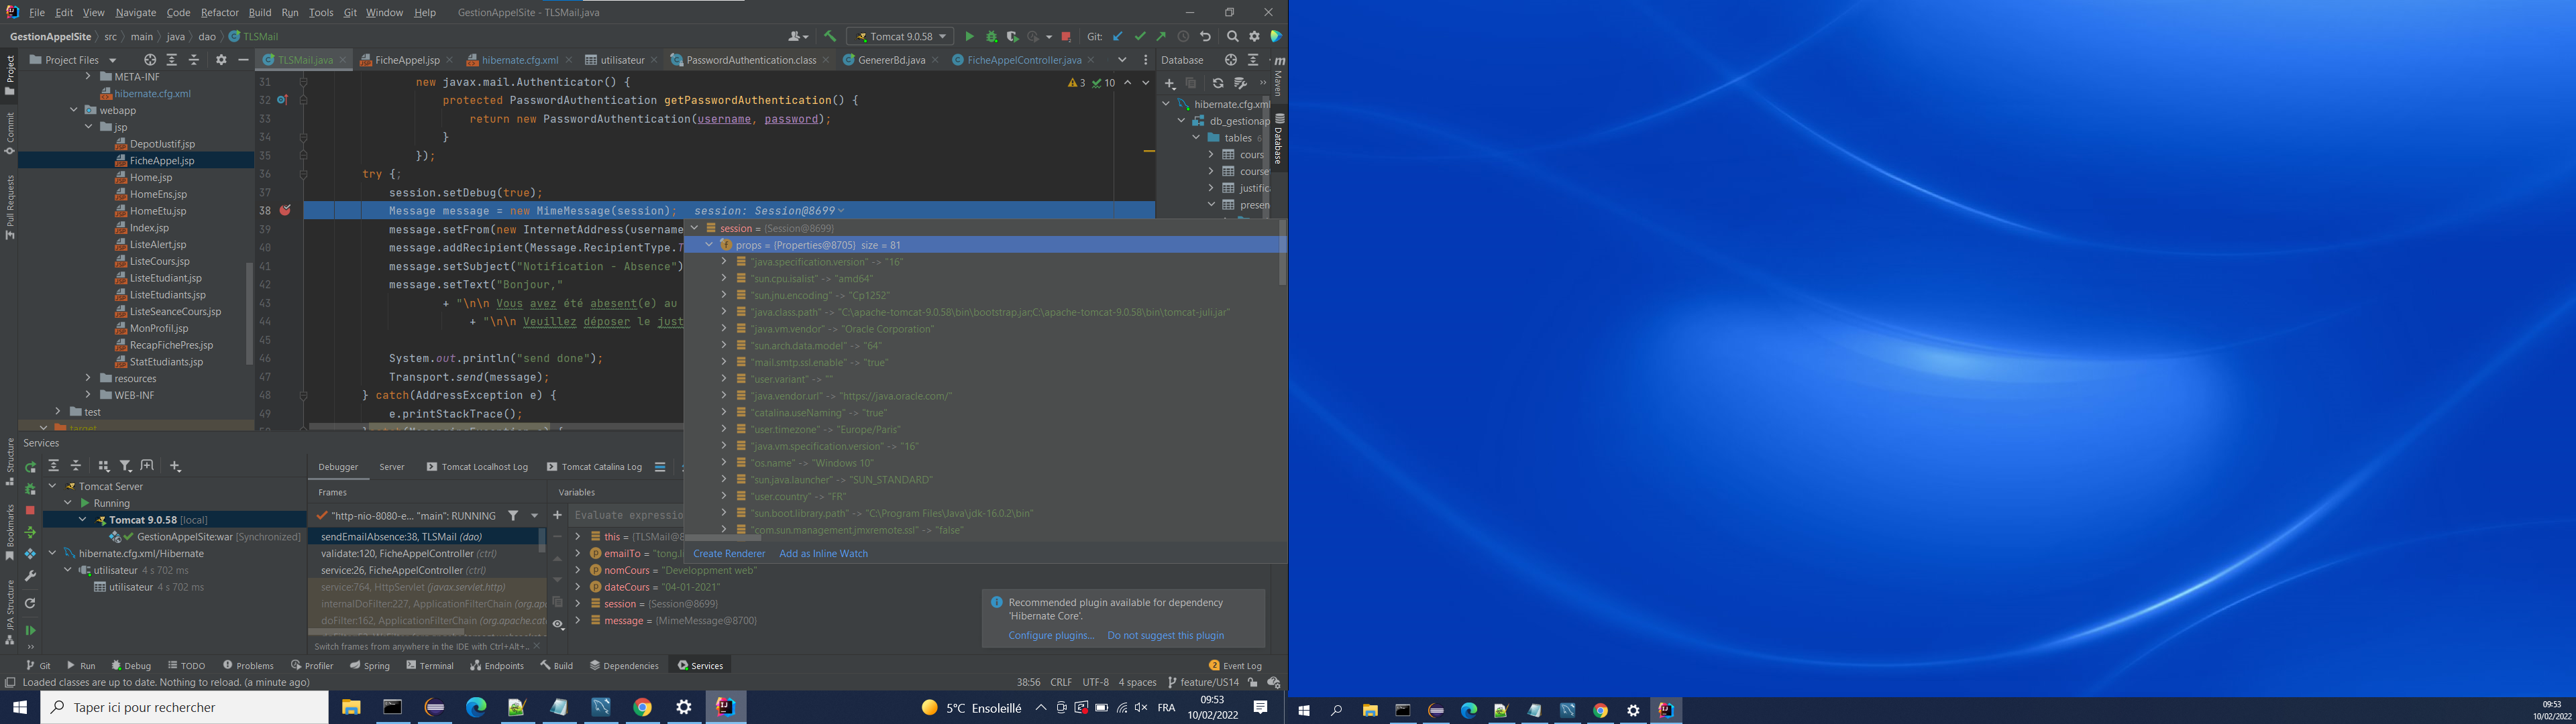 File Edit View Navigate Code Refactor Build Run Tools Git Window Help GestionAppelSite - TLSMail.java
GestionAppelSite src main java dao TLSMail Tomcat 9.0.58 Git:
Project Files TLSMail.java FicheAppel.jsp hibernate.cfg.xml utilisateur PasswordAuthentication.class GenererBd.java FicheAppelController.java Database
Project
Commit
Pull Requests
Structure
Bookmarks
JPA Structure
META-INF
hibernate.cfg.xml
webapp
jsp
DepotJustif.jsp
FicheAppel.jsp
Home.jsp
HomeEns.jsp
HomeEtu.jsp
Index.jsp
ListeAlert.jsp
ListeCours.jsp
ListeEtudiant.jsp
ListeEtudiants.jsp
ListeSeanceCours.jsp
MonProfil.jsp
RecapFichePres.jsp
StatEtudiants.jsp
resources
WEB-INF
test
target
31 new javax.mail.Authenticator() {
32 protected PasswordAuthentication getPasswordAuthentication() {
33 return new PasswordAuthentication(username, password);
34 }
35 });
36 try {;
37 session.setDebug(true);
38 Message message = new MimeMessage(session); session: Session@8699
39 message.setFrom(new InternetAddress(username
40 message.addRecipient(Message.RecipientType.T
41 message.setSubject("Notification - Absence")
42 message.setText("Bonjour,"
43 + "\n\n Vous avez été abesent(e) au
44 + "\n\n Veuillez déposer le just
45
46 System.out.println("send done");
47 Transport.send(message);
48 } catch(AddressException e) {
49 e.printStackTrace();
3 10
session = {Session@8699}
props = {Properties@8705} size = 81
"java.specification.version" -> "16"
"sun.cpu.isalist" -> "amd64"
"sun.jnu.encoding" -> "Cp1252"
"java.class.path" -> "C:\apache-tomcat-9.0.58\bin\bootstrap.jar;C:\apache-tomcat-9.0.58\bin\tomcat-juli.jar"
"java.vm.vendor" -> "Oracle Corporation"
"sun.arch.data.model" -> "64"
"mail.smtp.ssl.enable" -> "true"
"user.variant" -> ""
"java.vendor.url" -> "https://java.oracle.com/"
"catalina.useNaming" -> "true"
"user.timezone" -> "Europe/Paris"
"java.vm.specification.version" -> "16"
"os.name" -> "Windows 10"
"sun.java.launcher" -> "SUN_STANDARD"
"user.country" -> "FR"
"sun.boot.library.path" -> "C:\Program Files\Java\jdk-16.0.2\bin"
"com.sun.management.jmxremote.ssl" -> "false"
Create Renderer Add as Inline Watch
hibernate.cfg.xml
db_gestionap
tables 6
cours
course
justific
presen
Maven
Database
Services
Tomcat Server
Running
Tomcat 9.0.58 [local]
GestionAppelSite:war [Synchronized]
hibernate.cfg.xml/Hibernate
utilisateur 4 s 702 ms
utilisateur 4 s 702 ms
Debugger Server Tomcat Localhost Log Tomcat Catalina Log
Frames Variables
"http-nio-8080-e... "main": RUNNING
sendEmailAbsence:38, TLSMail (dao)
validate:120, FicheAppelController (ctrl)
service:26, FicheAppelController (ctrl)
service:764, HttpServlet (javax.servlet.http)
internalDoFilter:227, ApplicationFilterChain (org.apa
doFilter:162, ApplicationFilterChain (org.apache.cata
Switch frames from anywhere in the IDE with Ctrl+Alt+...
Evaluate expressio
this = {TLSMail@8
emailTo = "tong.li
nomCours = "Developpment web"
dateCours = "04-01-2021"
session = {Session@8699}
message = {MimeMessage@8700}
Recommended plugin available for dependency
'Hibernate Core'.
Configure plugins... Do not suggest this plugin
Git Run Debug TODO Problems Profiler Spring Terminal Endpoints Build Dependencies Services 2 Event Log
Loaded classes are up to date. Nothing to reload. (a minute ago) 38:56 CRLF UTF-8 4 spaces feature/US14
Taper ici pour rechercher 5°C Ensoleillé FRA 09:53
10/02/2022
09:53
10/02/2022